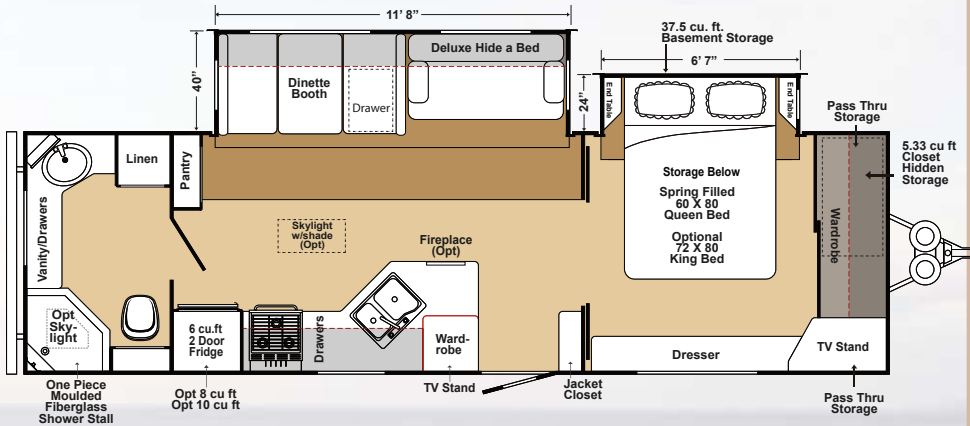 11' 8"
37.5 cu. ft.
Basement Storage
6' 7"
40"
24"
Dinette
Booth
Drawer
Deluxe Hide a Bed
End Table
End Table
Pass Thru
Storage
5.33 cu ft
Closet
Hidden
Storage
Linen
Pantry
Vanity/Drawers
Skylight
w/shade
(Opt)
Fireplace
(Opt)
Storage Below
Spring Filled
60 X 80
Queen Bed
Optional
72 X 80
King Bed
Wardrobe
Opt
Sky-
light
6 cu.ft
2 Door
Fridge
Drawers
Ward-
robe
Dresser
TV Stand
One Piece
Moulded
Fiberglass
Shower Stall
Opt 8 cu ft
Opt 10 cu ft
TV Stand
Jacket
Closet
Pass Thru
Storage